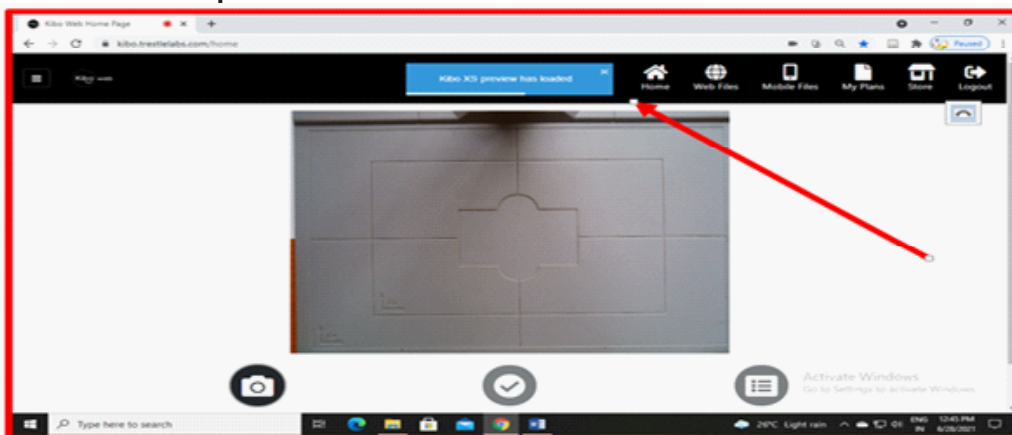 Kibo Web Home Page
kibo.trestlelabs.com/home
Paused
Kibo web
Kibo XS preview has loaded
Home
Web Files
Mobile Files
My Plans
Store
Logout
Activate Windows
Go to Settings to activate Windows.
Type here to search
26°C Light rain
ENG
IN
12:45 PM
6/28/2021